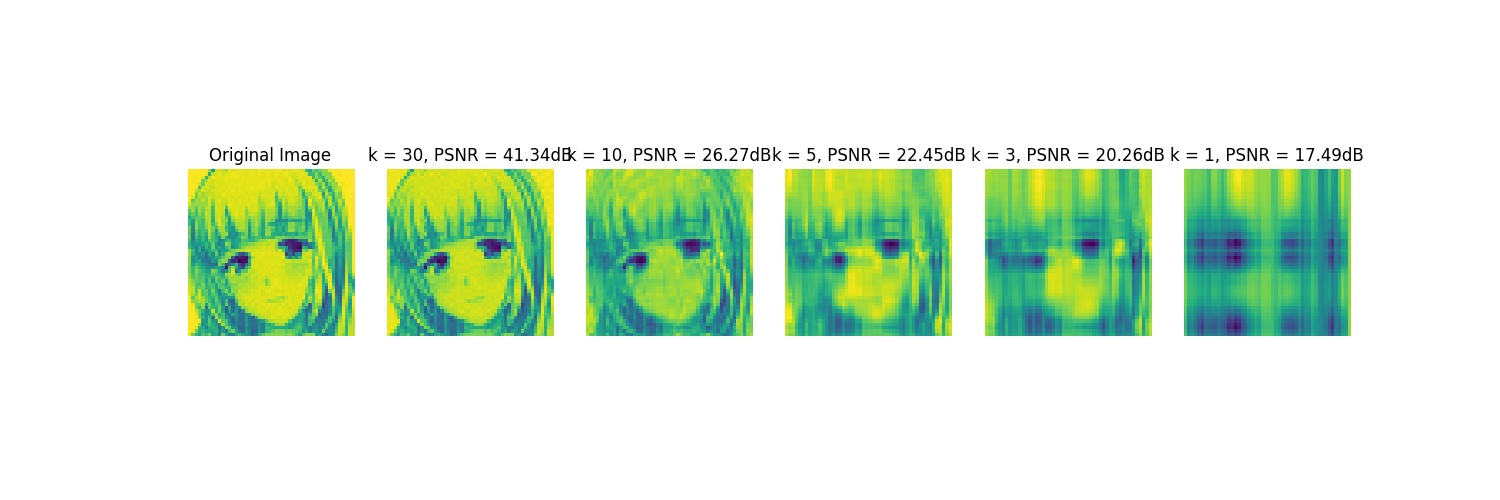 Original Image
k = 30, PSNR = 41.34dB
k = 10, PSNR = 26.27dB
k = 5, PSNR = 22.45dB
k = 3, PSNR = 20.26dB
k = 1, PSNR = 17.49dB